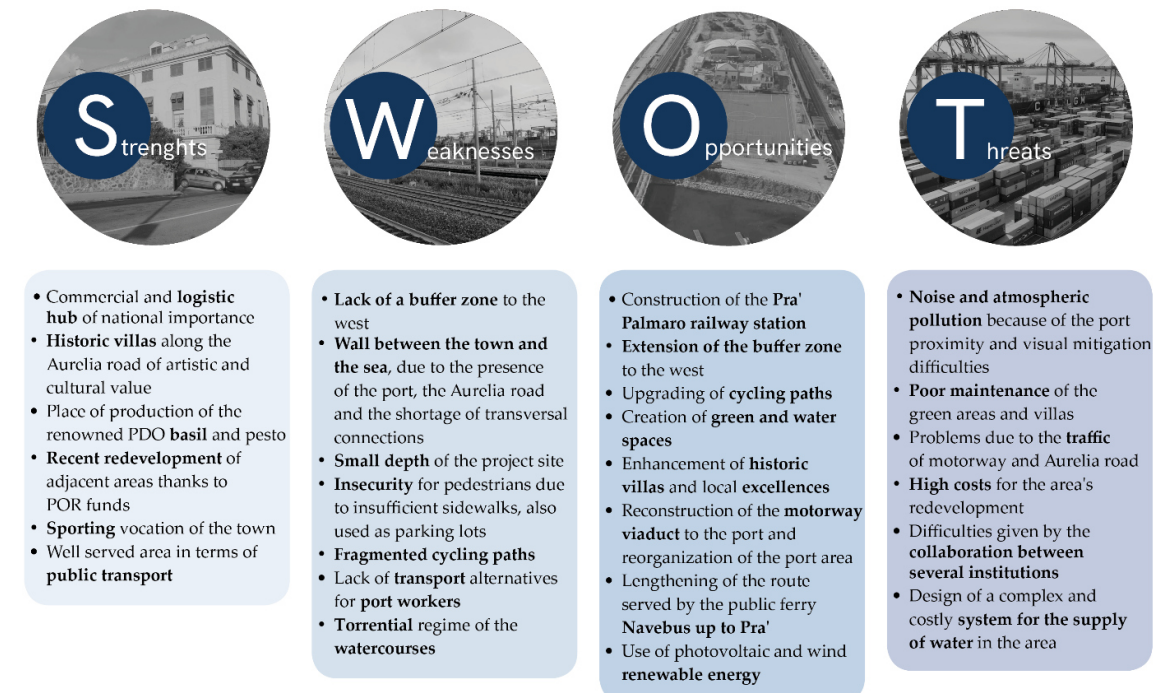 Strenghts
Weaknesses
Opportunities
Threats
• Commercial and logistic
hub of national importance
• Historic villas along the
Aurelia road of artistic and
cultural value
• Place of production of the
renowned PDO basil and pesto
• Recent redevelopment of
adjacent areas thanks to
POR funds
• Sporting vocation of the town
• Well served area in terms of
public transport
• Lack of a buffer zone to the
west
• Wall between the town and
the sea, due to the presence
of the port, the Aurelia road
and the shortage of transversal
connections
• Small depth of the project site
• Insecurity for pedestrians due
to insufficient sidewalks, also
used as parking lots
• Fragmented cycling paths
• Lack of transport alternatives
for port workers
• Torrential regime of the
watercourses
• Construction of the Pra'
Palmaro railway station
• Extension of the buffer zone
to the west
• Upgrading of cycling paths
• Creation of green and water
spaces
• Enhancement of historic
villas and local excellences
• Reconstruction of the motorway
viaduct to the port and
reorganization of the port area
• Lengthening of the route
served by the public ferry
Navebus up to Pra'
• Use of photovoltaic and wind
renewable energy
• Noise and atmospheric
pollution because of the port
proximity and visual mitigation
difficulties
• Poor maintenance of the
green areas and villas
• Problems due to the traffic
of motorway and Aurelia road
• High costs for the area's
redevelopment
• Difficulties given by the
collaboration between
several institutions
• Design of a complex and
costly system for the supply
of water in the area